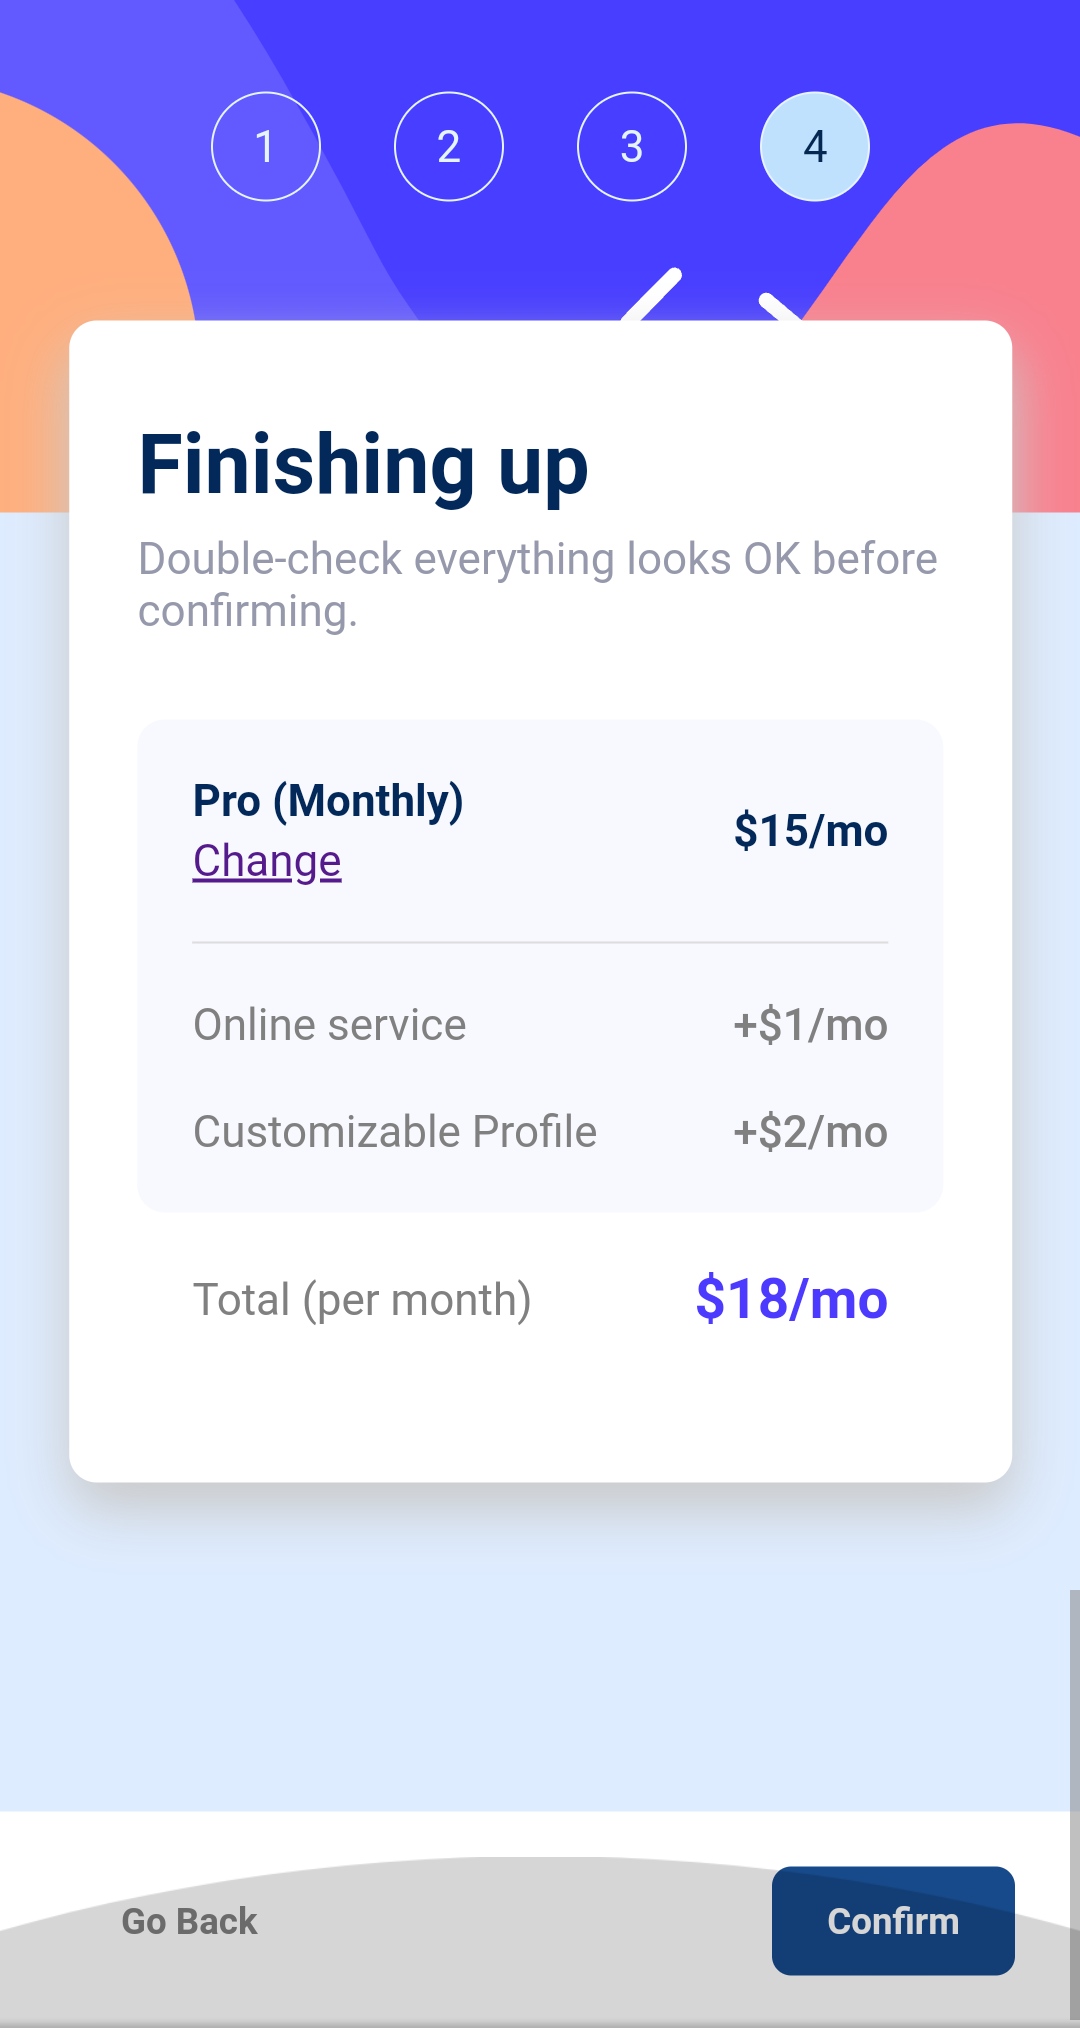 1 2 3 4
Finishing up
Double-check everything looks OK before
confirming.
Pro (Monthly)
Change
$15/mo
Online service +$1/mo
Customizable Profile +$2/mo
Total (per month) $18/mo
Go Back Confirm